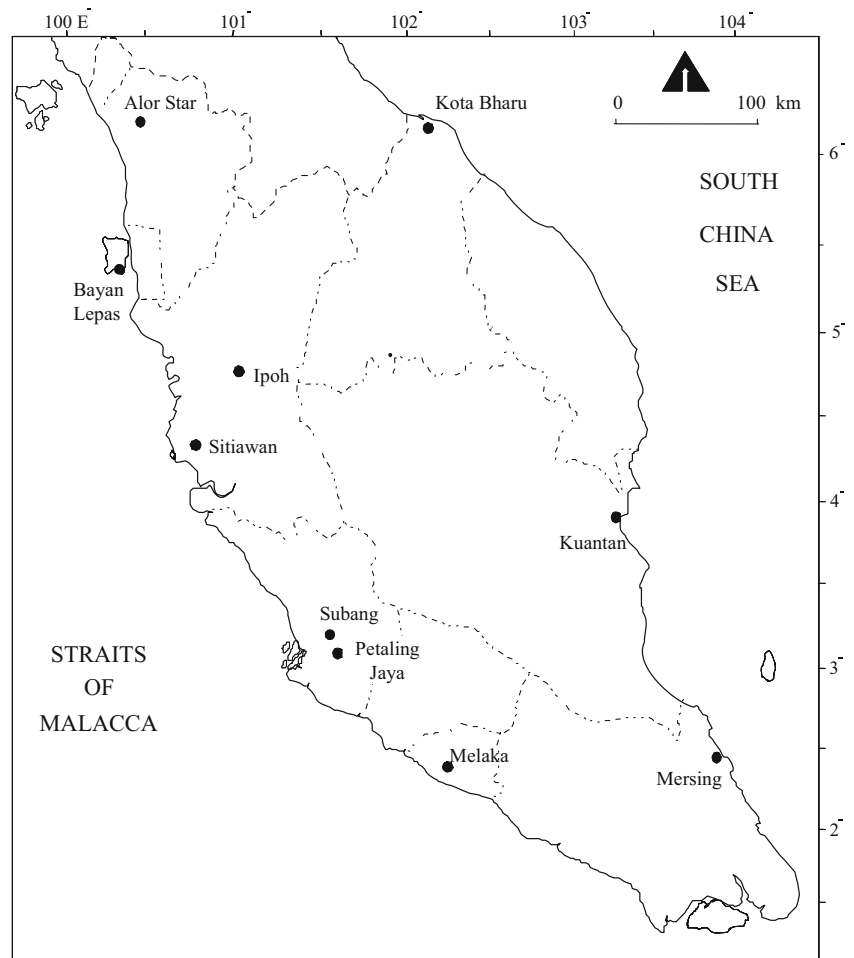 100 E¯ 101¯ 102¯ 103¯ 104¯
Alor Star
Kota Bharu
0 100 km
6¯
SOUTH
CHINA
SEA
Bayan
Lepas
5¯
Ipoh
Sitiawan
4¯
Kuantan
Subang
Petaling
Jaya
3¯
STRAITS
OF
MALACCA
Melaka
Mersing
2¯